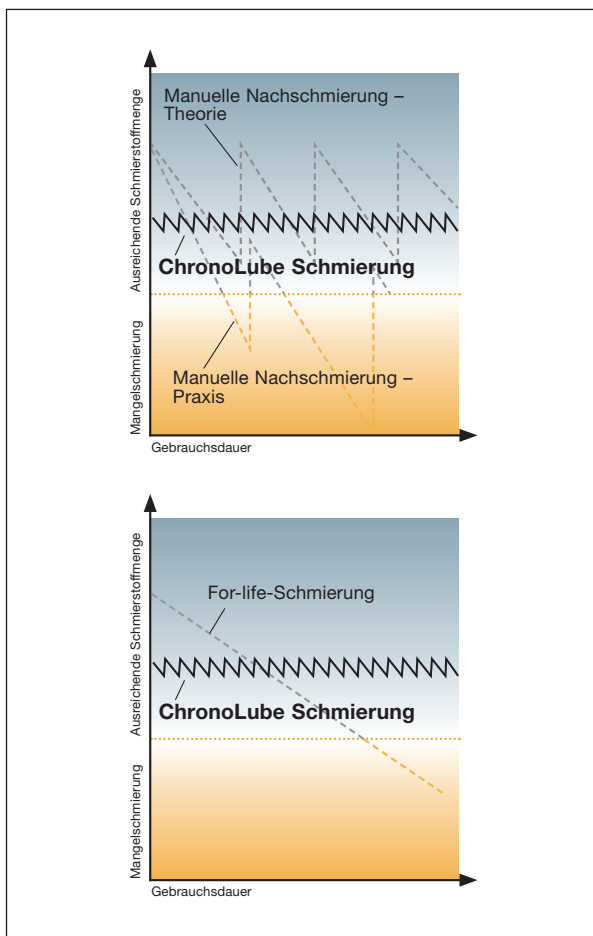 Ausreichende Schmierstoffmenge
Mangelschmierung
Manuelle Nachschmierung –
Theorie
ChronoLube Schmierung
Manuelle Nachschmierung –
Praxis
Gebrauchsdauer
Ausreichende Schmierstoffmenge
Mangelschmierung
For-life-Schmierung
ChronoLube Schmierung
Gebrauchsdauer